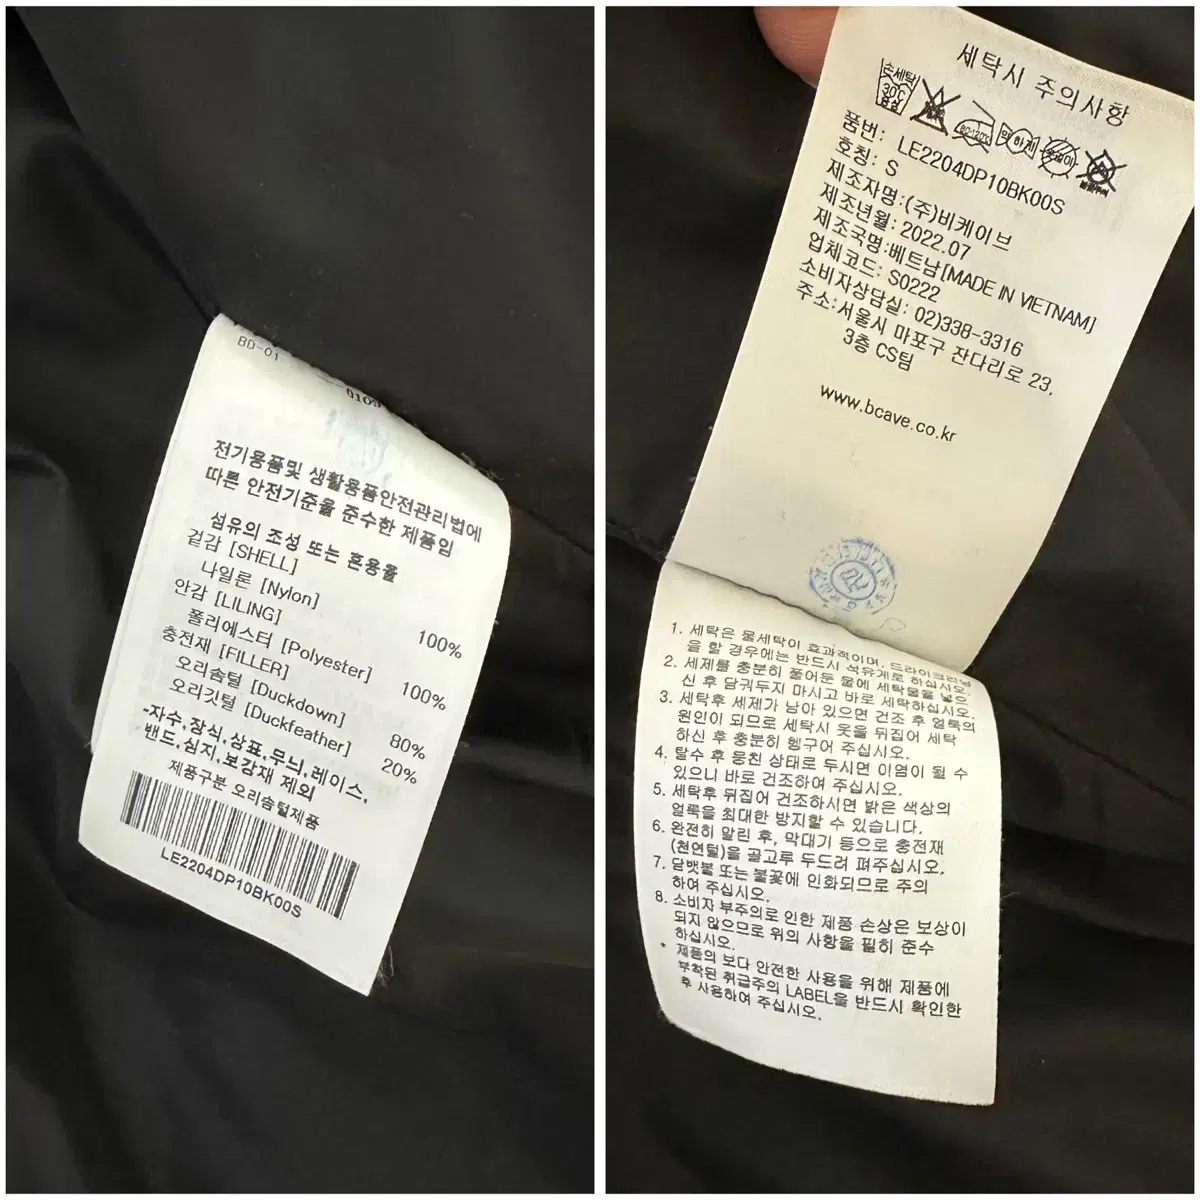 BD-01
전기용품및 생활용품안전관리법에
따른 안전기준을 준수한 제품임
섬유의 조성 또는 혼용율
겉감 [SHELL]
나일론 [Nylon] 100%
안감 [LILING]
폴리에스터 [Polyester] 100%
충전재 [FILLER]
오리솜털 [Duckdown] 80%
오리깃털 [Duckfeather] 20%
-자수,장식,상표,무늬,레이스,
밴드,심지,보강재 제외
제품구분 오리솜털제품
LE2204DP10BK00S
세탁시 주의사항
손세탁
30℃
중성
약하게
품번: LE2204DP10BK00S
호칭: S
제조자명:(주)비케이브
제조년월: 2022.07
제조국명:베트남[MADE IN VIETNAM]
업체코드: S0222
소비자상담실: 02)338-3316
주소:서울시 마포구 잔다리로 23,
3층 CS팀
www.bcave.co.kr
1. 세탁은 물세탁이 효과적이며, 드라이크리닝
을 할 경우에는 반드시 석유계로 하십시오.
2. 세제를 충분히 풀어둔 물에 세탁물을 넣으
신 후 담궈두지 마시고 바로 세탁하십시오.
3. 세탁후 세제가 남아 있으면 건조 후 얼룩의
원인이 되므로 세탁시 옷을 뒤집어 세탁
하신 후 충분히 헹구어 주십시오.
4. 탈수 후 뭉친 상태로 두시면 이염이 될 수
있으니 바로 건조하여 주십시오.
5. 세탁후 뒤집어 건조하시면 밝은 색상의
얼룩을 최대한 방지할 수 있습니다.
6. 완전히 말린 후, 막대기 등으로 충전재
(천연털)을 골고루 두드려 펴주십시오.
7. 담뱃불 또는 불꽃에 인화되므로 주의
하여 주십시오.
8. 소비자 부주의로 인한 제품 손상은 보상이
되지 않으므로 위의 사항을 필히 준수
하십시오.
* 제품의 보다 안전한 사용을 위해 제품에
부착된 취급주의 LABEL을 반드시 확인한
후 사용하여 주십시오.